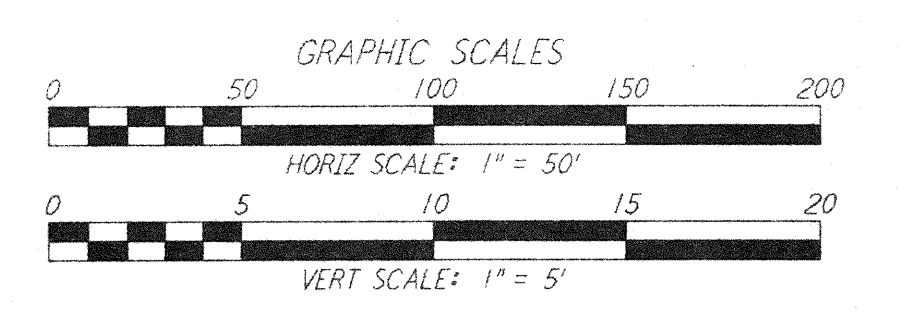 GRAPHIC SCALES
0 50 100 150 200
HORIZ SCALE: 1" = 50'
0 5 10 15 20
VERT SCALE: 1" = 5'